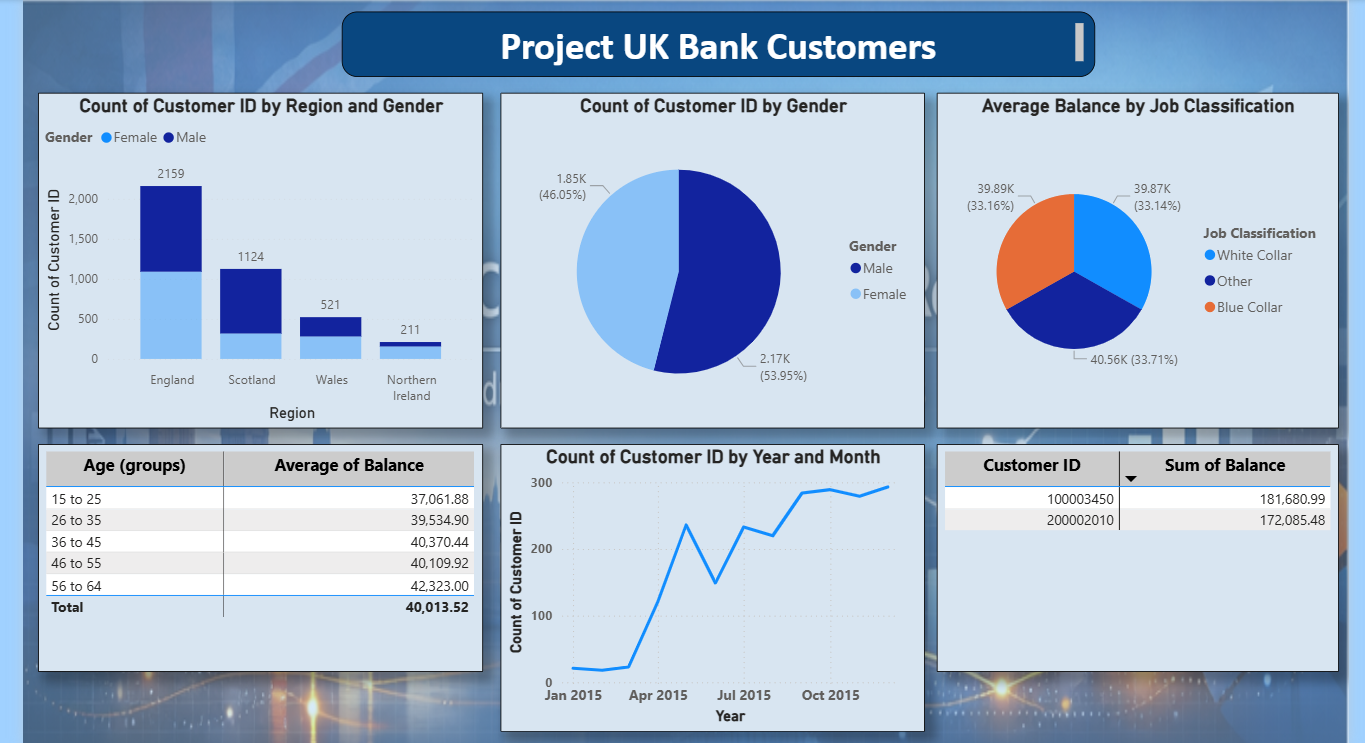 Project UK Bank Customers
Count of Customer ID by Region and Gender
Gender Female Male
Count of Customer ID
2,000
1,500
1,000
500
0
2159
1124
521
211
England Scotland Wales Northern
Ireland
Region
Count of Customer ID by Gender
1.85K
(46.05%)
2.17K
(53.95%)
Gender
Male
Female
Average Balance by Job Classification
39.89K
(33.16%)
39.87K
(33.14%)
40.56K (33.71%)
Job Classification
White Collar
Other
Blue Collar
Age (groups) Average of Balance
15 to 25 37,061.88
26 to 35 39,534.90
36 to 45 40,370.44
46 to 55 40,109.92
56 to 64 42,323.00
Total 40,013.52
Count of Customer ID by Year and Month
Count of Customer ID
300
200
100
0
Jan 2015 Apr 2015 Jul 2015 Oct 2015
Year
Customer ID Sum of Balance
100003450 181,680.99
200002010 172,085.48